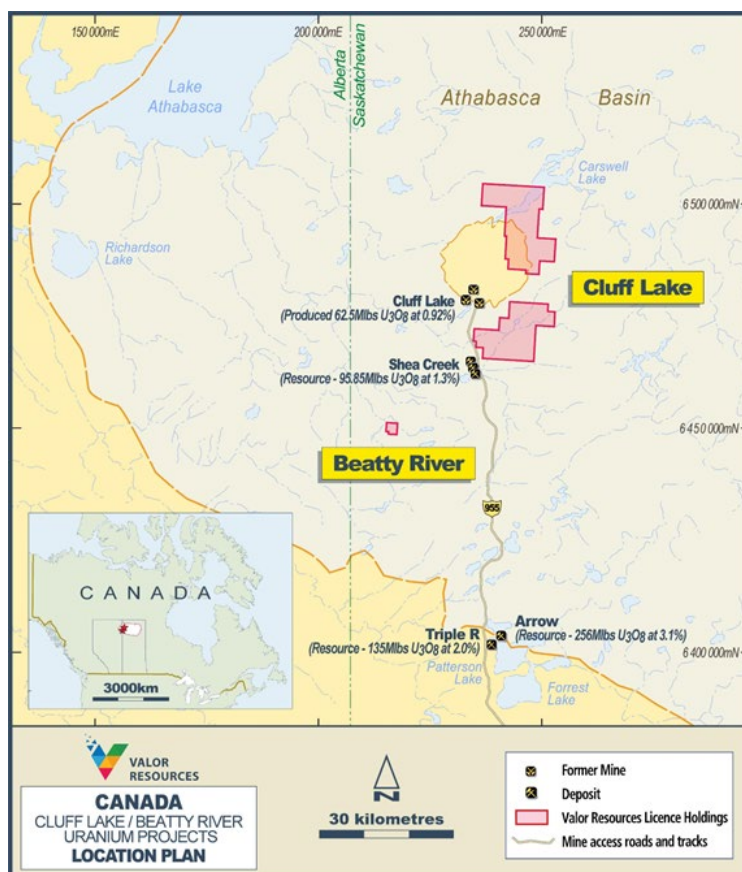 150 000mE
200 000mE
250 000mE
Lake
Athabasca
Alberta
Saskatchewan
Athabasca Basin
Carswell
Lake
6 500 000mN
Richardson
Lake
Cluff Lake
Cluff Lake
(Produced 62.5Mlbs U3O8 at 0.92%)
Shea Creek
(Resource - 95.85Mlbs U3O8 at 1.3%)
6 450 000mN
Beatty River
955
CANADA
3000km
Arrow
(Resource - 256Mlbs U3O8 at 3.1%)
Triple R
(Resource - 135Mlbs U3O8 at 2.0%)
Patterson
Lake
Forrest
Lake
6 400 000mN
VALOR
RESOURCES
CANADA
CLUFF LAKE / BEATTY RIVER
URANIUM PROJECTS
LOCATION PLAN
N
30 kilometres
Former Mine
Deposit
Valor Resources Licence Holdings
Mine access roads and tracks